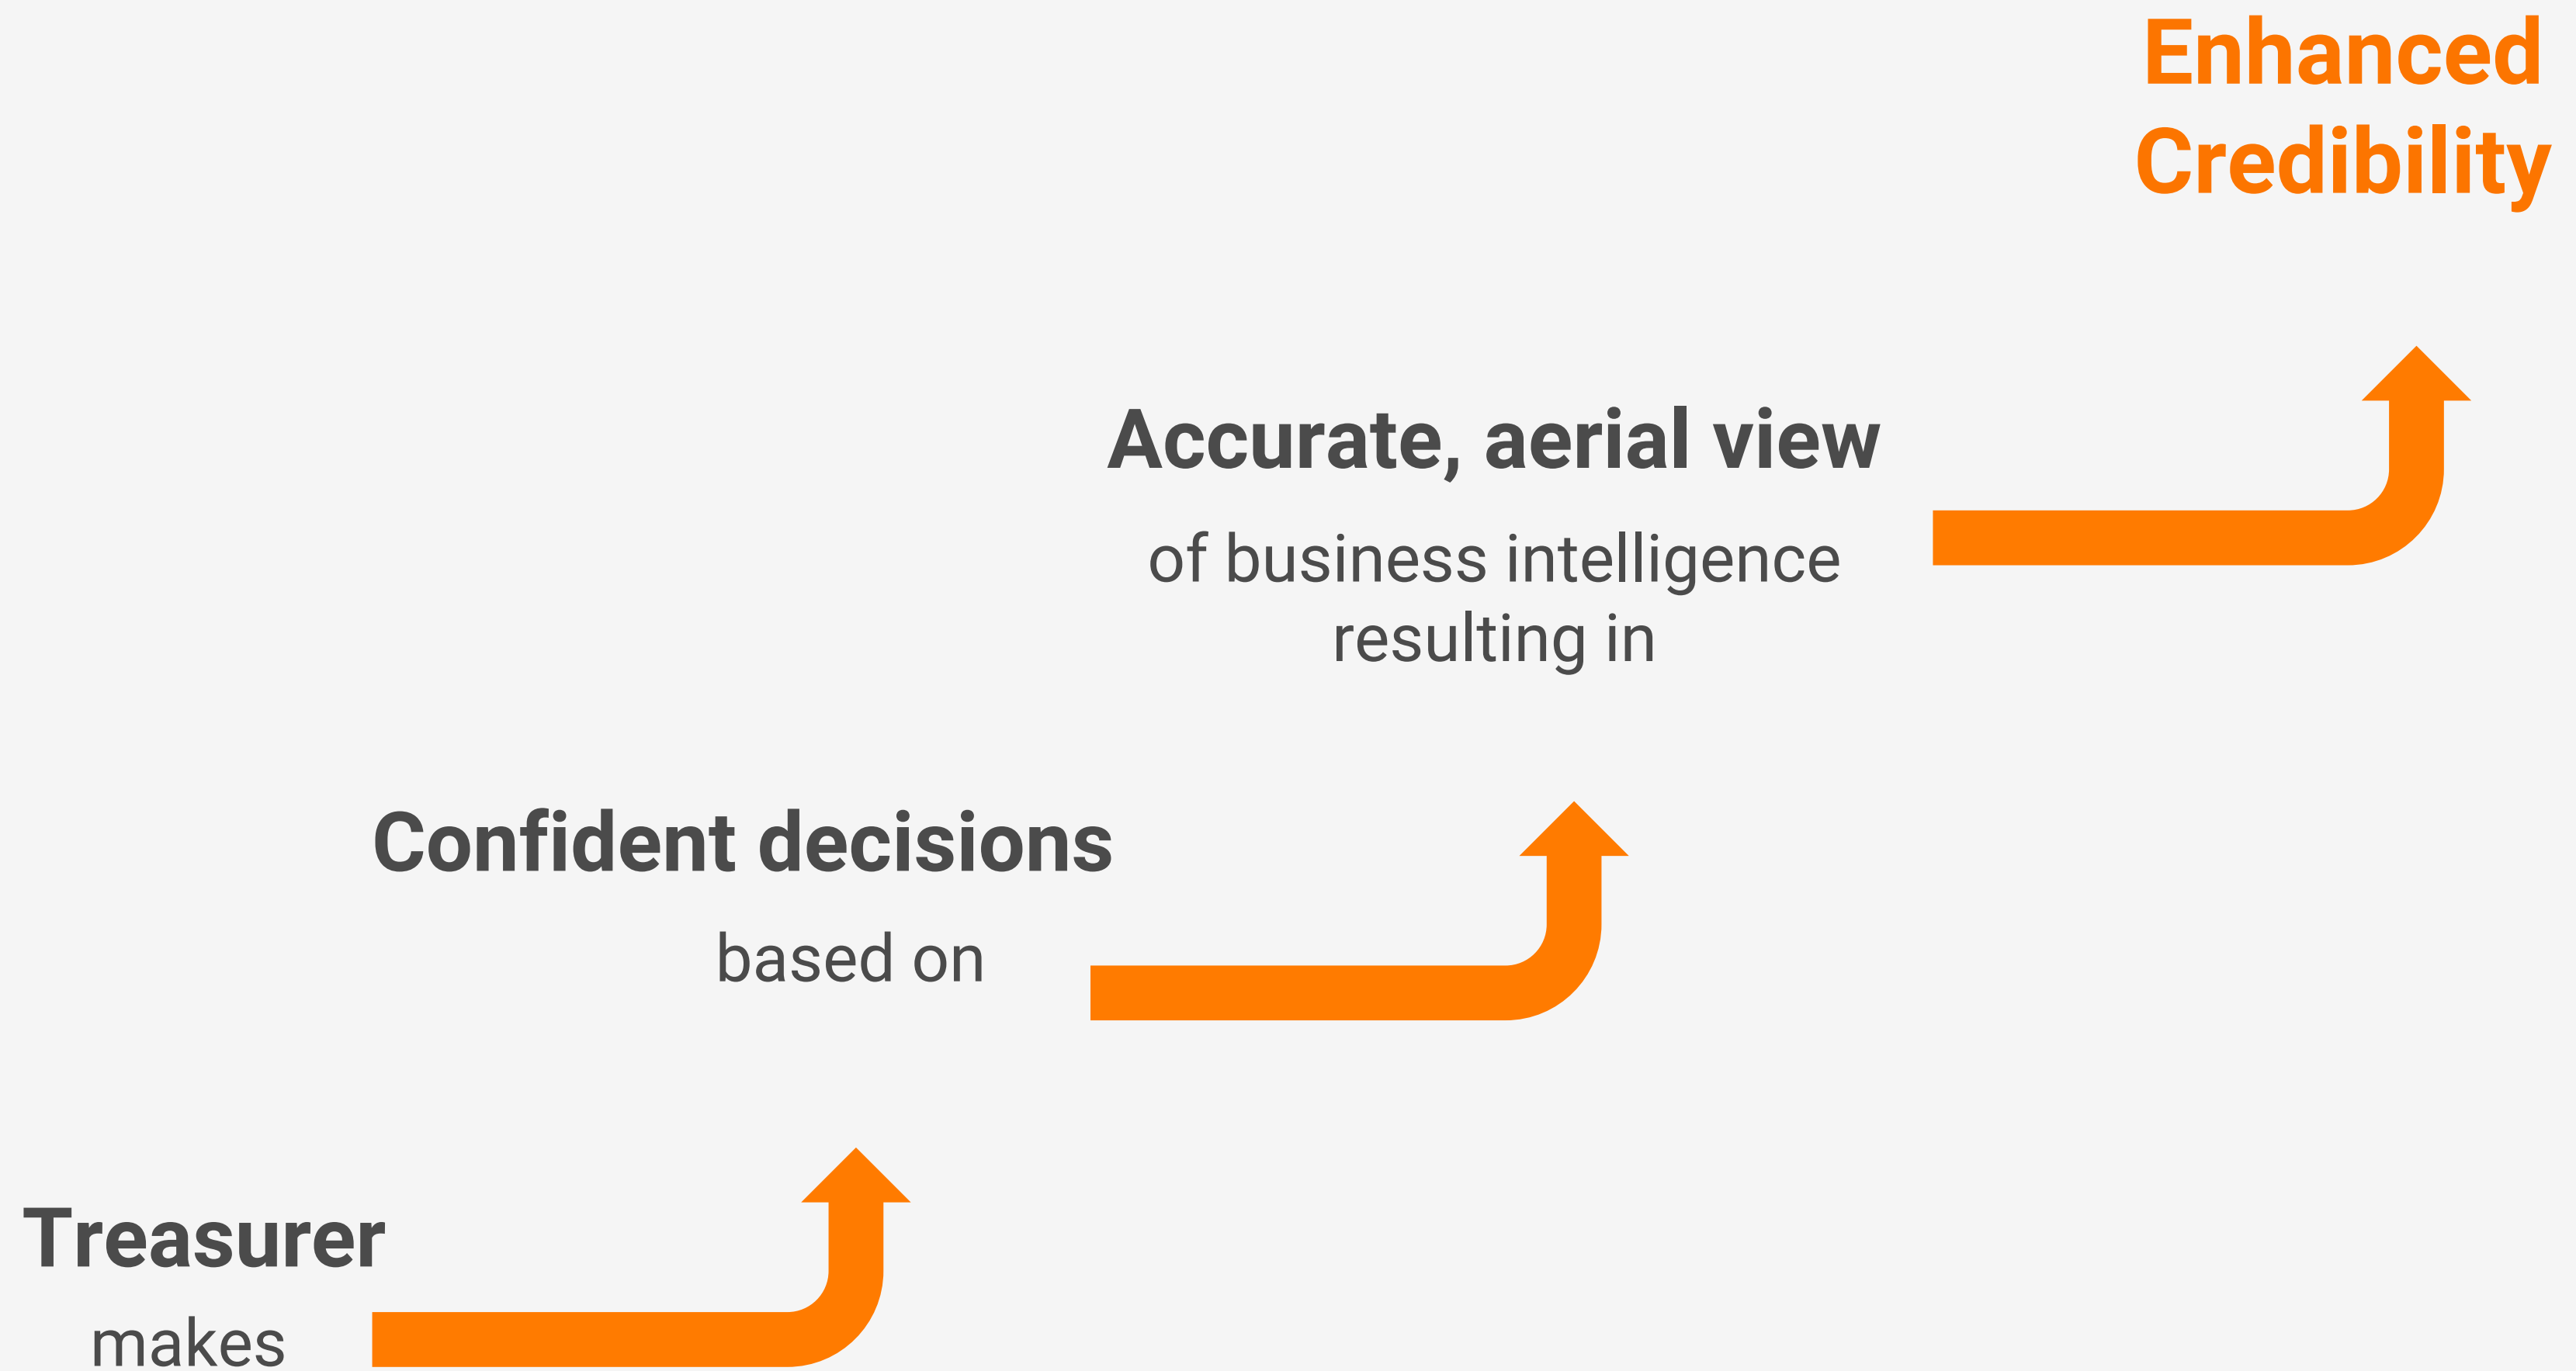 Enhanced
Credibility
Accurate, aerial view
of business intelligence
resulting in
Confident decisions
based on
Treasurer
makes